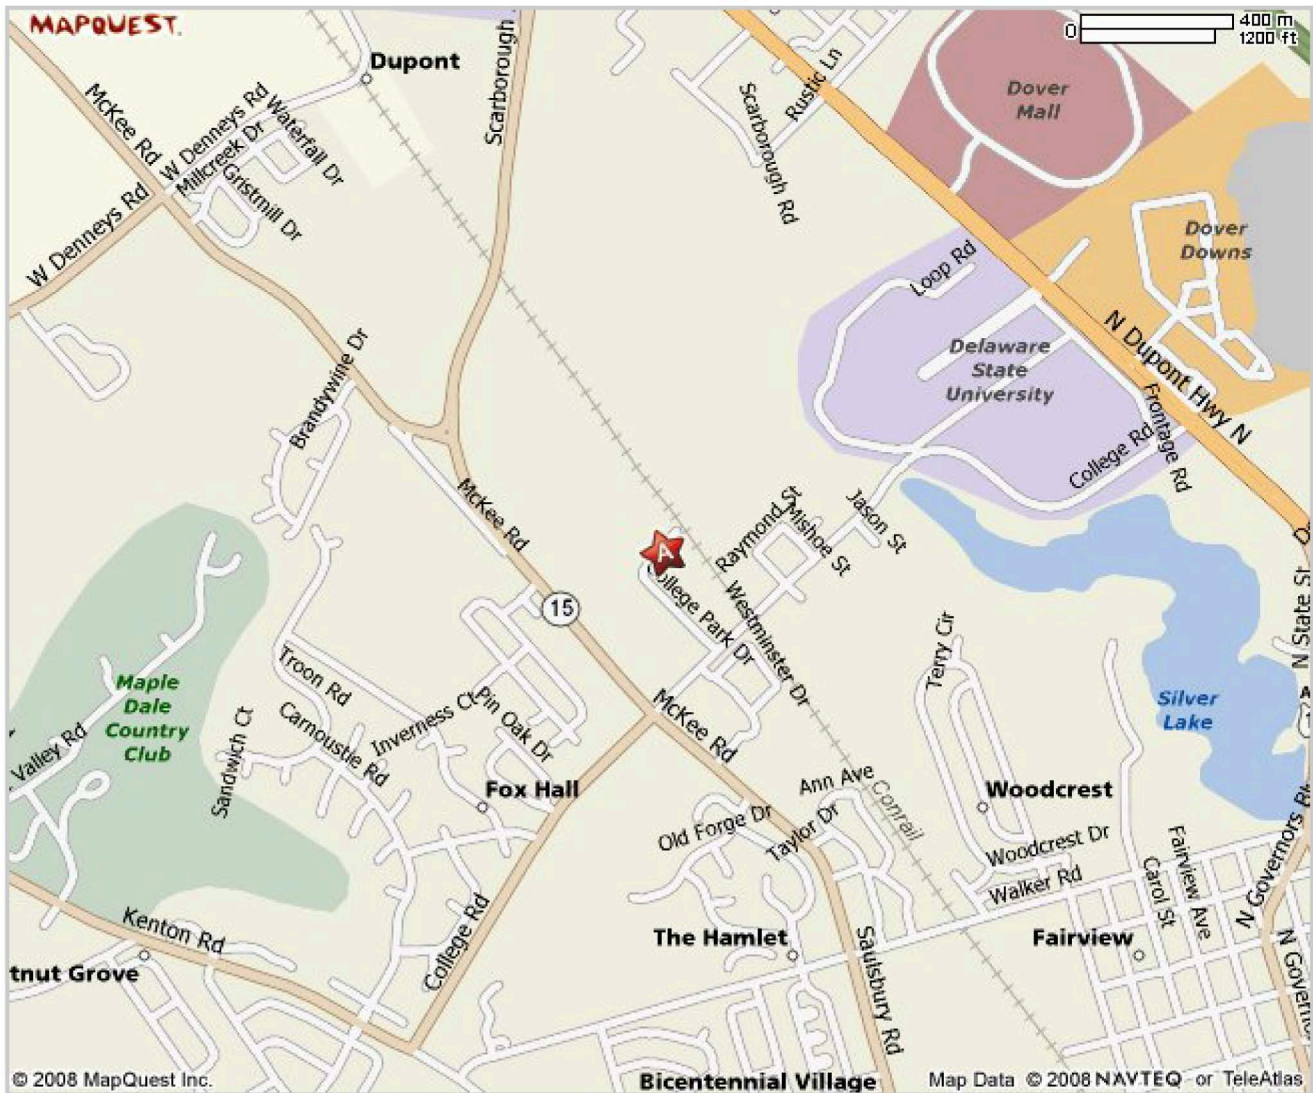 MAPQUEST.
0
400 m
1200 ft
Dupont
McKee Rd
W Denneys Rd
Millcreek Dr
Waterfall Dr
Gristmill Dr
W Denneys Rd
Scarborough
Scarborough Rd
Rustic Ln
Dover
Mall
Dover
Downs
Loop Rd
Delaware
State
University
N Dupont Hwy N
Frontage Rd
College Rd
Brandywine Dr
McKee Rd
15
A
College Park Dr
Raymond St
Mishoe St
Jason St
Westminster Dr
Terry Cir
N State St
Silver
Lake
Maple
Dale
Country
Club
Valley Rd
Troon Rd
Carnoustie Rd
Sandwich Ct
Inverness Ct
Pin Oak Dr
McKee Rd
Fox Hall
Ann Ave
Conrail
Woodcrest
Old Forge Dr
Taylor Dr
Woodcrest Dr
Walker Rd
Carol St
Fairview Ave
N Governors
Kenton Rd
College Rd
The Hamlet
Saulsbury Rd
Fairview
N Governo
tnut Grove
Bicentennial Village
© 2008 MapQuest Inc.
Map Data © 2008 NAVTEQ or TeleAtlas